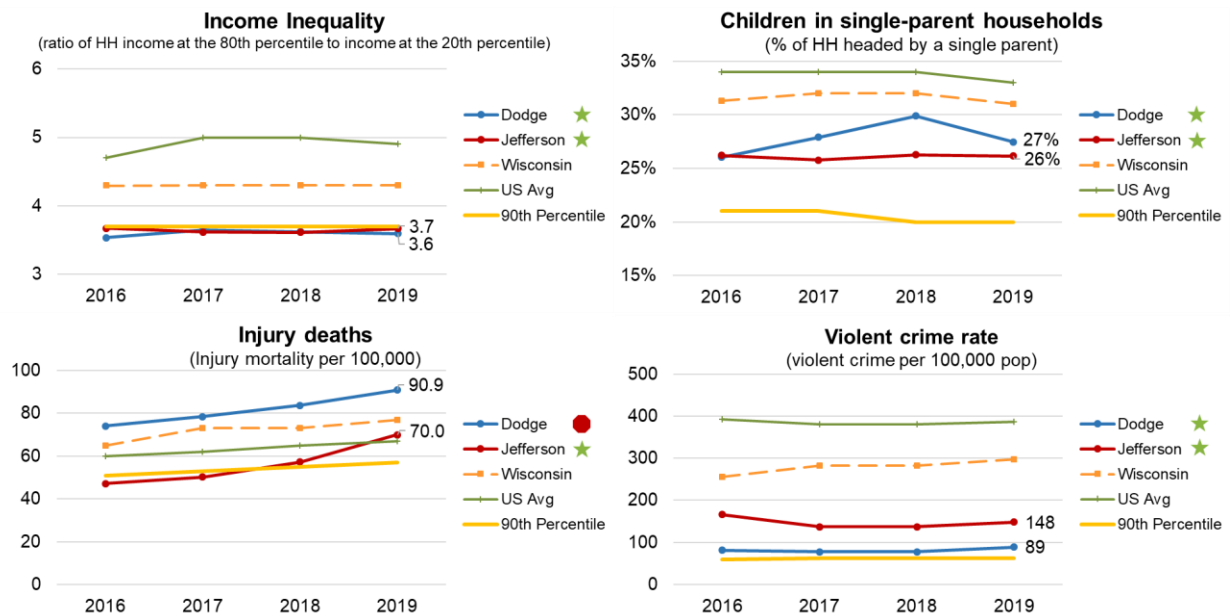 Income Inequality
(ratio of HH income at the 80th percentile to income at the 20th percentile)
6
5
4
3
2016 2017 2018 2019
3.7
3.6
Dodge
Jefferson
Wisconsin
US Avg
90th Percentile
Children in single-parent households
(% of HH headed by a single parent)
35%
30%
25%
20%
15%
2016 2017 2018 2019
27%
26%
Dodge
Jefferson
Wisconsin
US Avg
90th Percentile
Injury deaths
(Injury mortality per 100,000)
100
80
60
40
20
0
2016 2017 2018 2019
90.9
70.0
Dodge
Jefferson
Wisconsin
US Avg
90th Percentile
Violent crime rate
(violent crime per 100,000 pop)
500
400
300
200
100
0
2016 2017 2018 2019
148
89
Dodge
Jefferson
Wisconsin
US Avg
90th Percentile